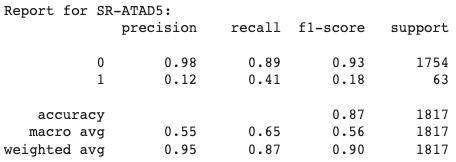 Report for SR-ATAD5:
precision recall f1-score support
0 0.98 0.89 0.93 1754
1 0.12 0.41 0.18 63
accuracy 0.87 1817
macro avg 0.55 0.65 0.56 1817
weighted avg 0.95 0.87 0.90 1817